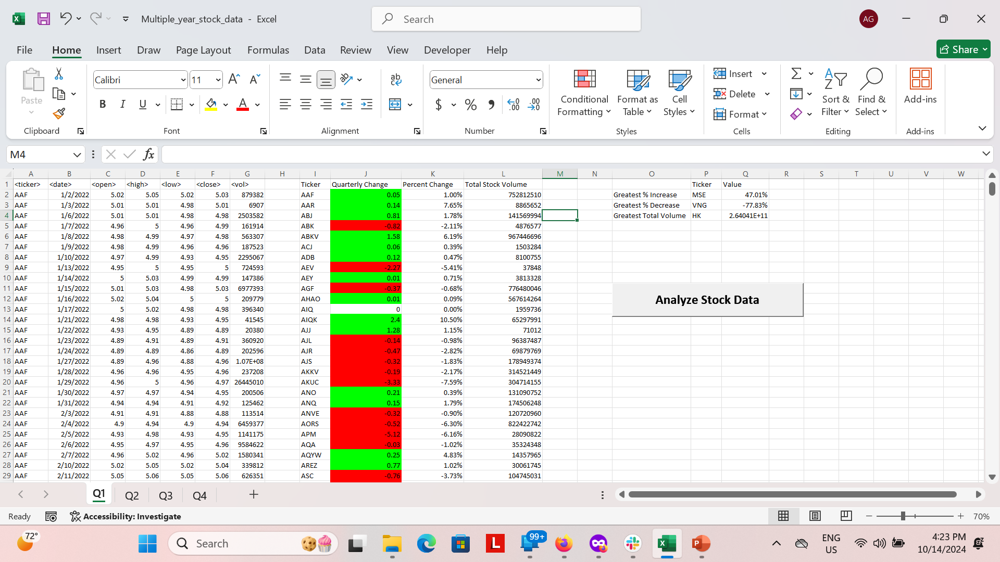 Multiple_year_stock_data - Excel
Search
AG
File Home Insert Draw Page Layout Formulas Data Review View Developer Help
Share
Paste
Clipboard
Calibri 11
B I U
Font
Alignment
General
$ % 9
Number
Conditional Formatting
Format as Table
Cell Styles
Styles
Insert
Delete
Format
Cells
Sort & Filter
Find & Select
Editing
Add-ins
Add-ins
M4 fx
A B C D E F G H I J K L M N O P Q R S T U V W
1 <ticker> <date> <open> <high> <low> <close> <vol> Ticker Quarterly Change Percent Change Total Stock Volume Ticker Value
2 AAF 1/2/2022 5.02 5.05 5.02 5.03 879382 AAF 0.05 1.00% 752812510 Greatest % Increase MSE 47.01%
3 AAF 1/3/2022 5.01 5.01 4.98 5.01 6907 AAR 0.14 7.65% 8865652 Greatest % Decrease VNG -77.83%
4 AAF 1/6/2022 5.01 5.01 4.98 4.98 2503582 ABJ 0.81 1.78% 141569994 Greatest Total Volume HK 2.64041E+11
5 AAF 1/7/2022 4.96 5 4.96 4.99 161914 ABK -0.82 -2.11% 4876577
6 AAF 1/8/2022 4.98 4.99 4.97 4.98 563307 ABKV 1.58 6.19% 967446696
7 AAF 1/9/2022 4.98 4.99 4.96 4.96 187523 ACJ 0.06 0.39% 1503284
8 AAF 1/10/2022 4.97 4.99 4.93 4.95 2295067 ADB 0.12 0.47% 8100755
9 AAF 1/13/2022 4.95 5 4.95 5 724593 AEV -2.27 -5.41% 37848
10 AAF 1/14/2022 5 5.03 4.99 4.99 147386 AEY 0.01 0.71% 3813328
11 AAF 1/15/2022 5.01 5.03 4.98 5.03 6977393 AGF -0.37 -0.68% 776480046
12 AAF 1/16/2022 5.02 5.04 5 5 209779 AHAO 0.01 0.09% 567614264
13 AAF 1/17/2022 5 5.02 4.98 4.98 396340 AIQ 0 0.00% 1959736
14 AAF 1/21/2022 4.98 4.98 4.93 4.95 41545 AIQK 2.4 10.50% 65297991
15 AAF 1/22/2022 4.93 4.95 4.89 4.89 20380 AJJ 1.28 1.15% 71012
16 AAF 1/23/2022 4.89 4.91 4.89 4.91 360920 AJL -0.14 -0.98% 96387487
17 AAF 1/24/2022 4.89 4.89 4.86 4.89 202596 AJR -0.47 -2.82% 69879769
18 AAF 1/27/2022 4.89 4.96 4.88 4.96 1.07E+08 AJS -0.32 -1.83% 178949374
19 AAF 1/28/2022 4.96 4.96 4.95 4.96 237208 AKKV -0.19 -2.17% 314521449
20 AAF 1/29/2022 4.96 5 4.96 4.97 26445010 AKUC -3.33 -7.59% 304714155
21 AAF 1/30/2022 4.97 4.97 4.94 4.95 200506 ANO 0.21 0.39% 131090752
22 AAF 1/31/2022 4.94 4.94 4.91 4.92 125462 ANQ 0.15 1.79% 174506248
23 AAF 2/3/2022 4.91 4.91 4.88 4.88 113514 ANVE -0.32 -0.90% 120720960
24 AAF 2/4/2022 4.9 4.94 4.9 4.94 6459377 AORS -0.52 -6.30% 822422742
25 AAF 2/5/2022 4.93 4.98 4.93 4.95 1141175 APM -5.12 -6.16% 28090822
26 AAF 2/6/2022 4.95 4.97 4.95 4.96 9584622 AQA -0.03 -1.02% 35324348
27 AAF 2/7/2022 4.96 5.02 4.96 5.02 1580341 AQYW 0.25 4.83% 14357965
28 AAF 2/10/2022 5.02 5.05 5.02 5.04 339812 AREZ 0.77 1.02% 30061745
29 AAF 2/11/2022 5.05 5.06 5.05 5.06 626351 ASC -0.76 -3.73% 104745031
Analyze Stock Data
Q1 Q2 Q3 Q4
Ready Accessibility: Investigate 70%
72° Search 99+ ENG US 4:23 PM 10/14/2024